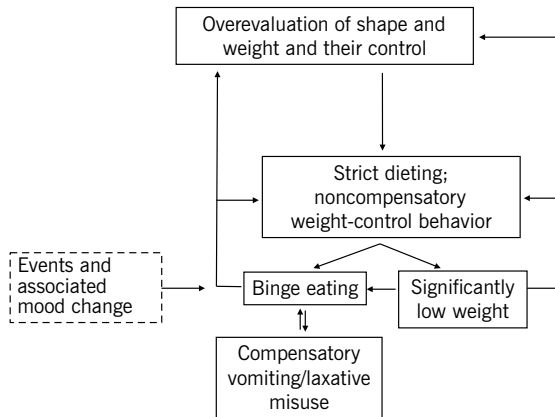 Overevaluation of shape and
weight and their control
Strict dieting;
noncompensatory
weight-control behavior
Events and
associated
mood change
Binge eating
Significantly
low weight
Compensatory
vomiting/laxative
misuse